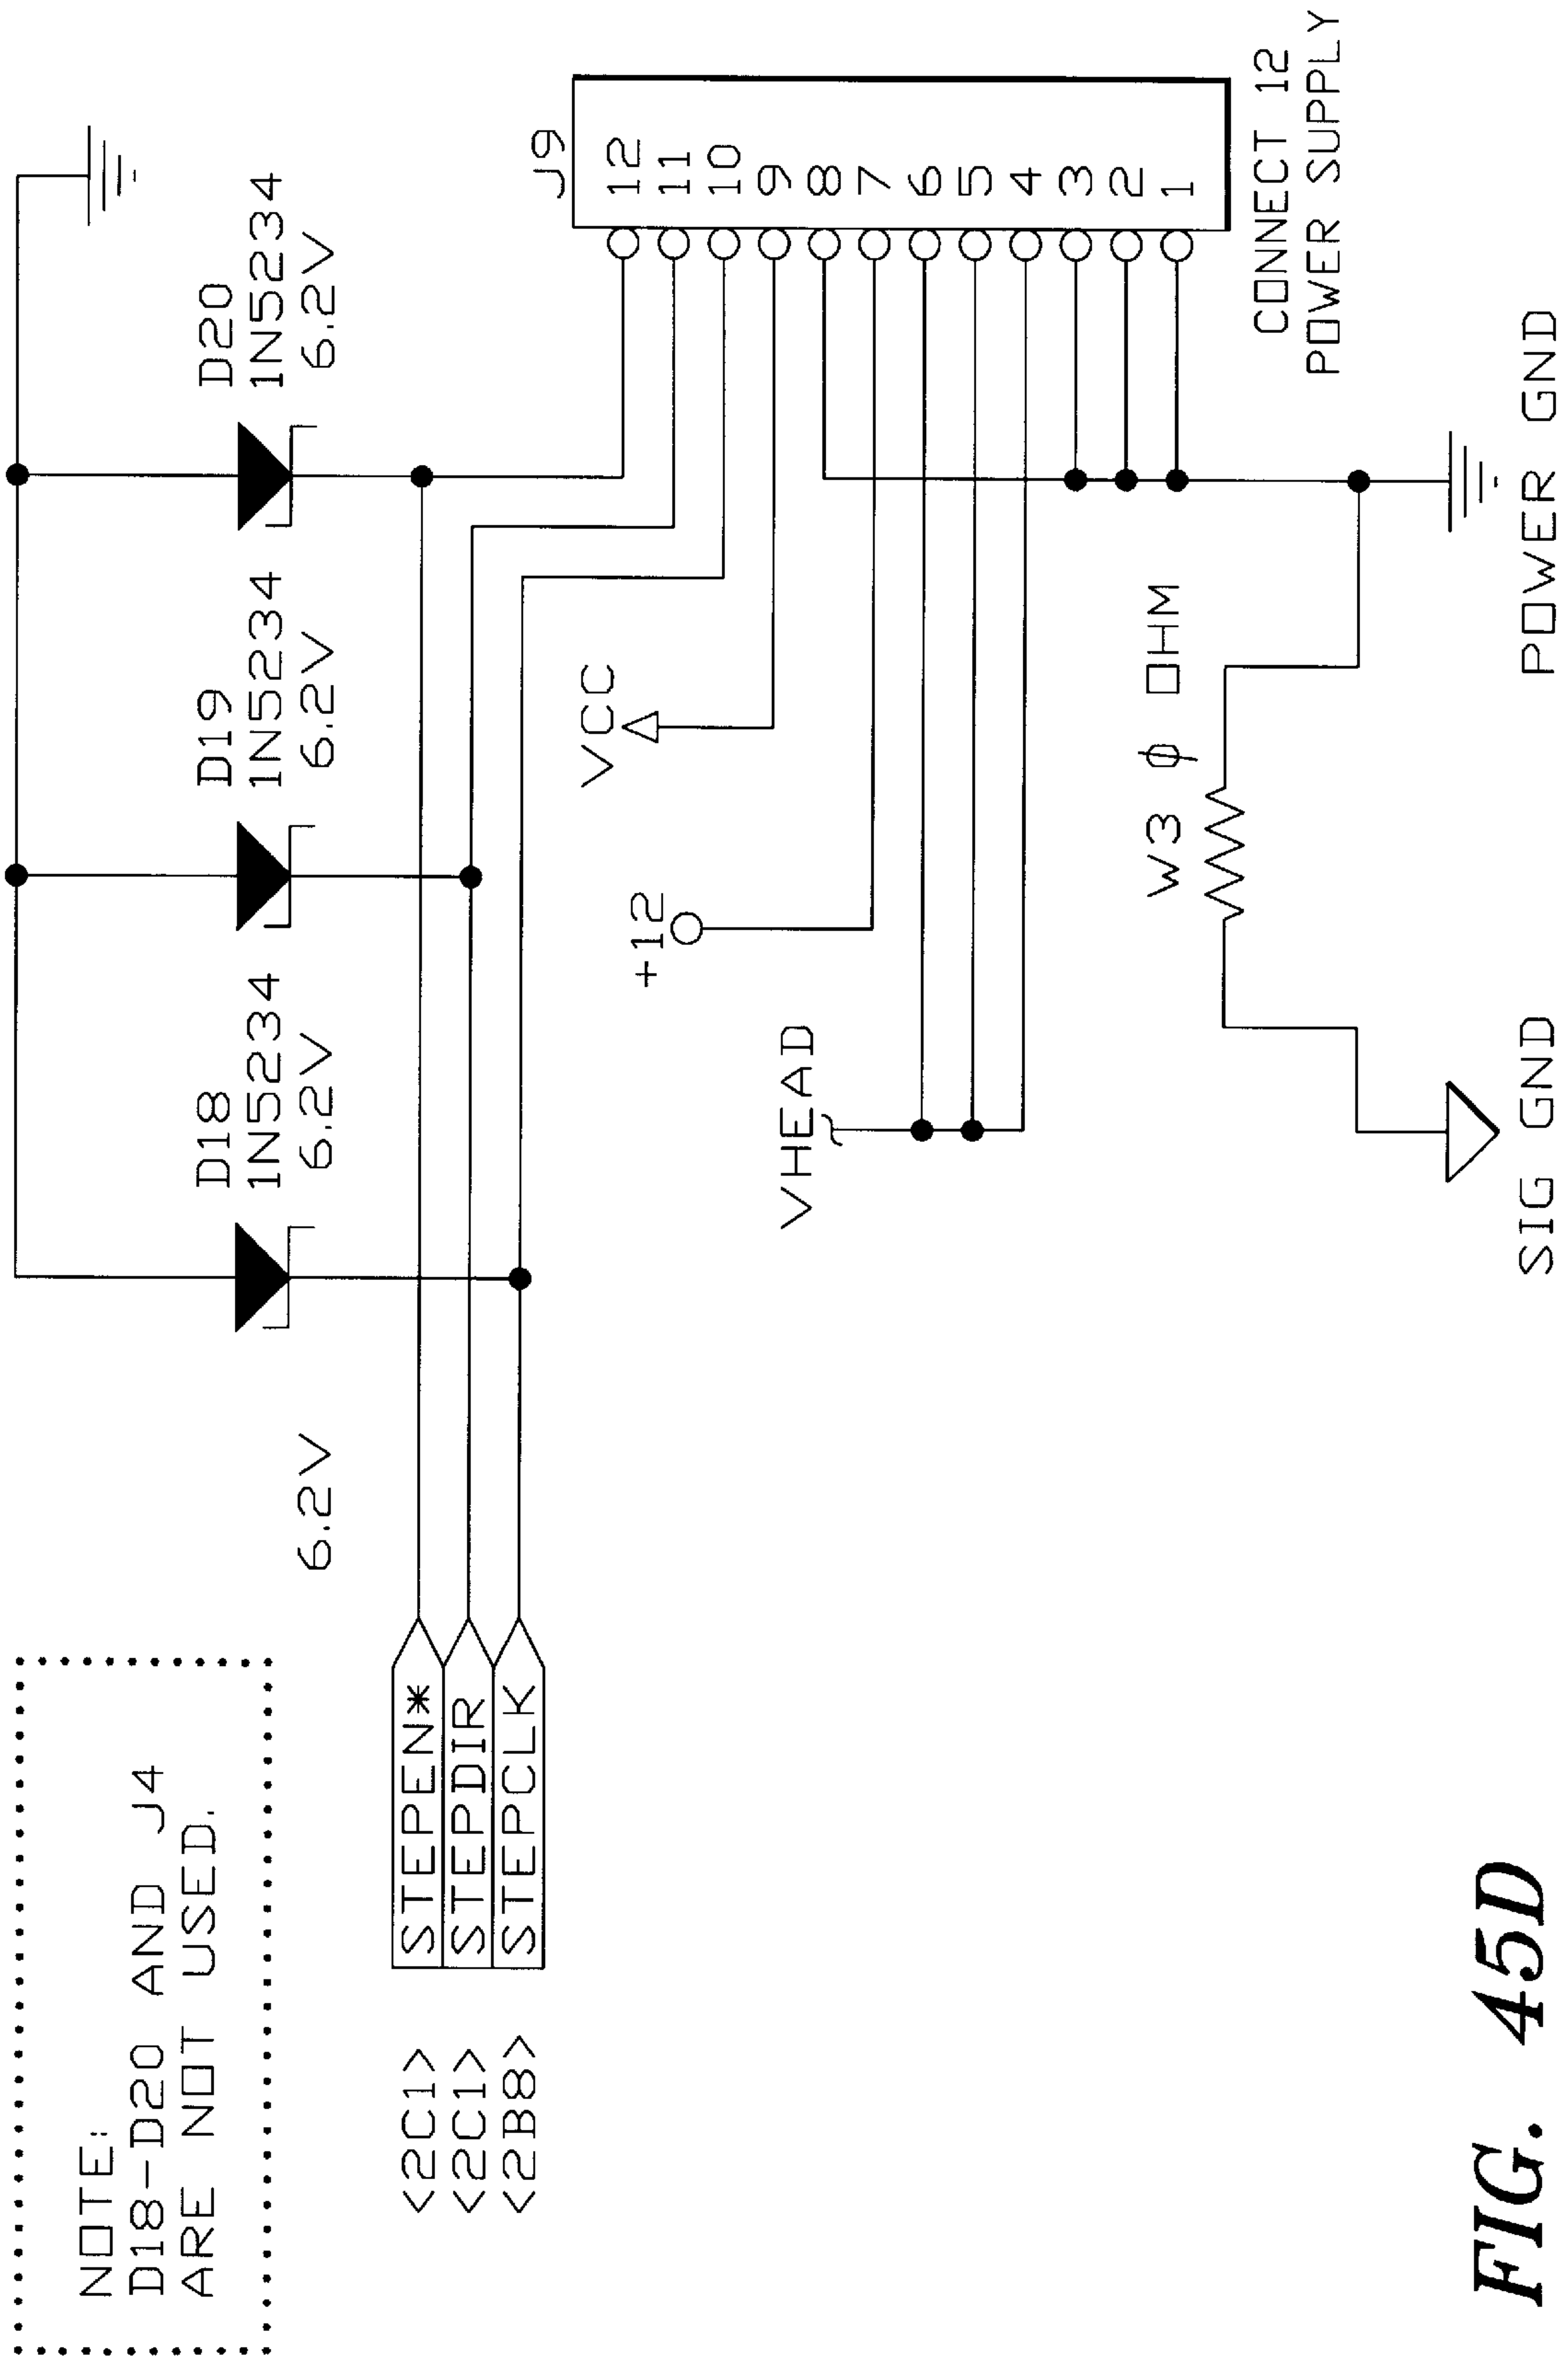 NOTE:
D18-D20 AND J4
ARE NOT USED.
6.2V
D18
1N5234
6.2V
D19
1N5234
6.2V
D20
1N5234
6.2V
<2C1> STEPEN*
<2C1> STEPDIR
<2B8> STEPCLK
J9
12
11
10
9
8
7
6
5
4
3
2
1
VCC
+12
VHEAD
CONNECT 12
POWER SUPPLY
W3 ϕ OHM
SIG GND
POWER GND
FIG. 45D